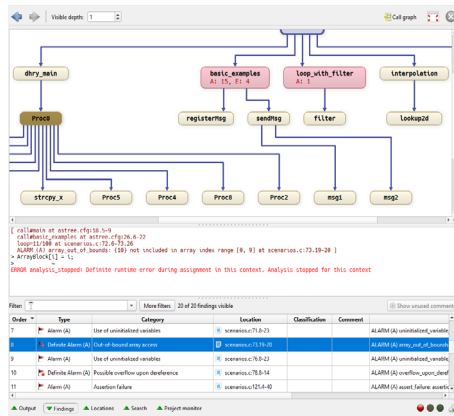 Visible depth: 1
Call graph
dhry_main
basic_examples
A: 15, E: 4
loop_with_filter
A: 1
interpolation
Proc0
registerMsg
sendMsg
filter
lookup2d
strcpy_x
Proc5
Proc4
Proc8
Proc2
msg1
msg2
[ call#main at astree.cfg:18.5-9
call#basic_examples at astree.cfg:26.6-22
loop=11/100 at scenarios.c:72.6-73.26
ALARM (A) array_out_of_bounds: {10} not included in array index range [0, 9] at scenarios.c:73.19-20 ]
> ArrayBlock[i] = i;
> ~
ERROR analysis_stopped: Definite runtime error during assignment in this context. Analysis stopped for this context
Filter:
More filters
20 of 20 findings visible
Show unused comments
Order Type Category Location Classification Comment
7 Alarm (A) Use of uninitialized variables scenarios.c:71.8-23 ALARM (A) uninitialized_variable
8 Definite Alarm (A) Out-of-bound array access scenarios.c:73.19-20 ALARM (A) array_out_of_bounds
9 Alarm (A) Use of uninitialized variables scenarios.c:76.8-23 ALARM (A) uninitialized_variable
10 Definite Alarm (A) Possible overflow upon dereference scenarios.c:78.8-14 ALARM (A) overflow_upon_deref
11 Alarm (A) Assertion failure scenarios.c:121.4-40 ALARM (A) assert_failure: assertic
Output Findings Locations Search Project monitor